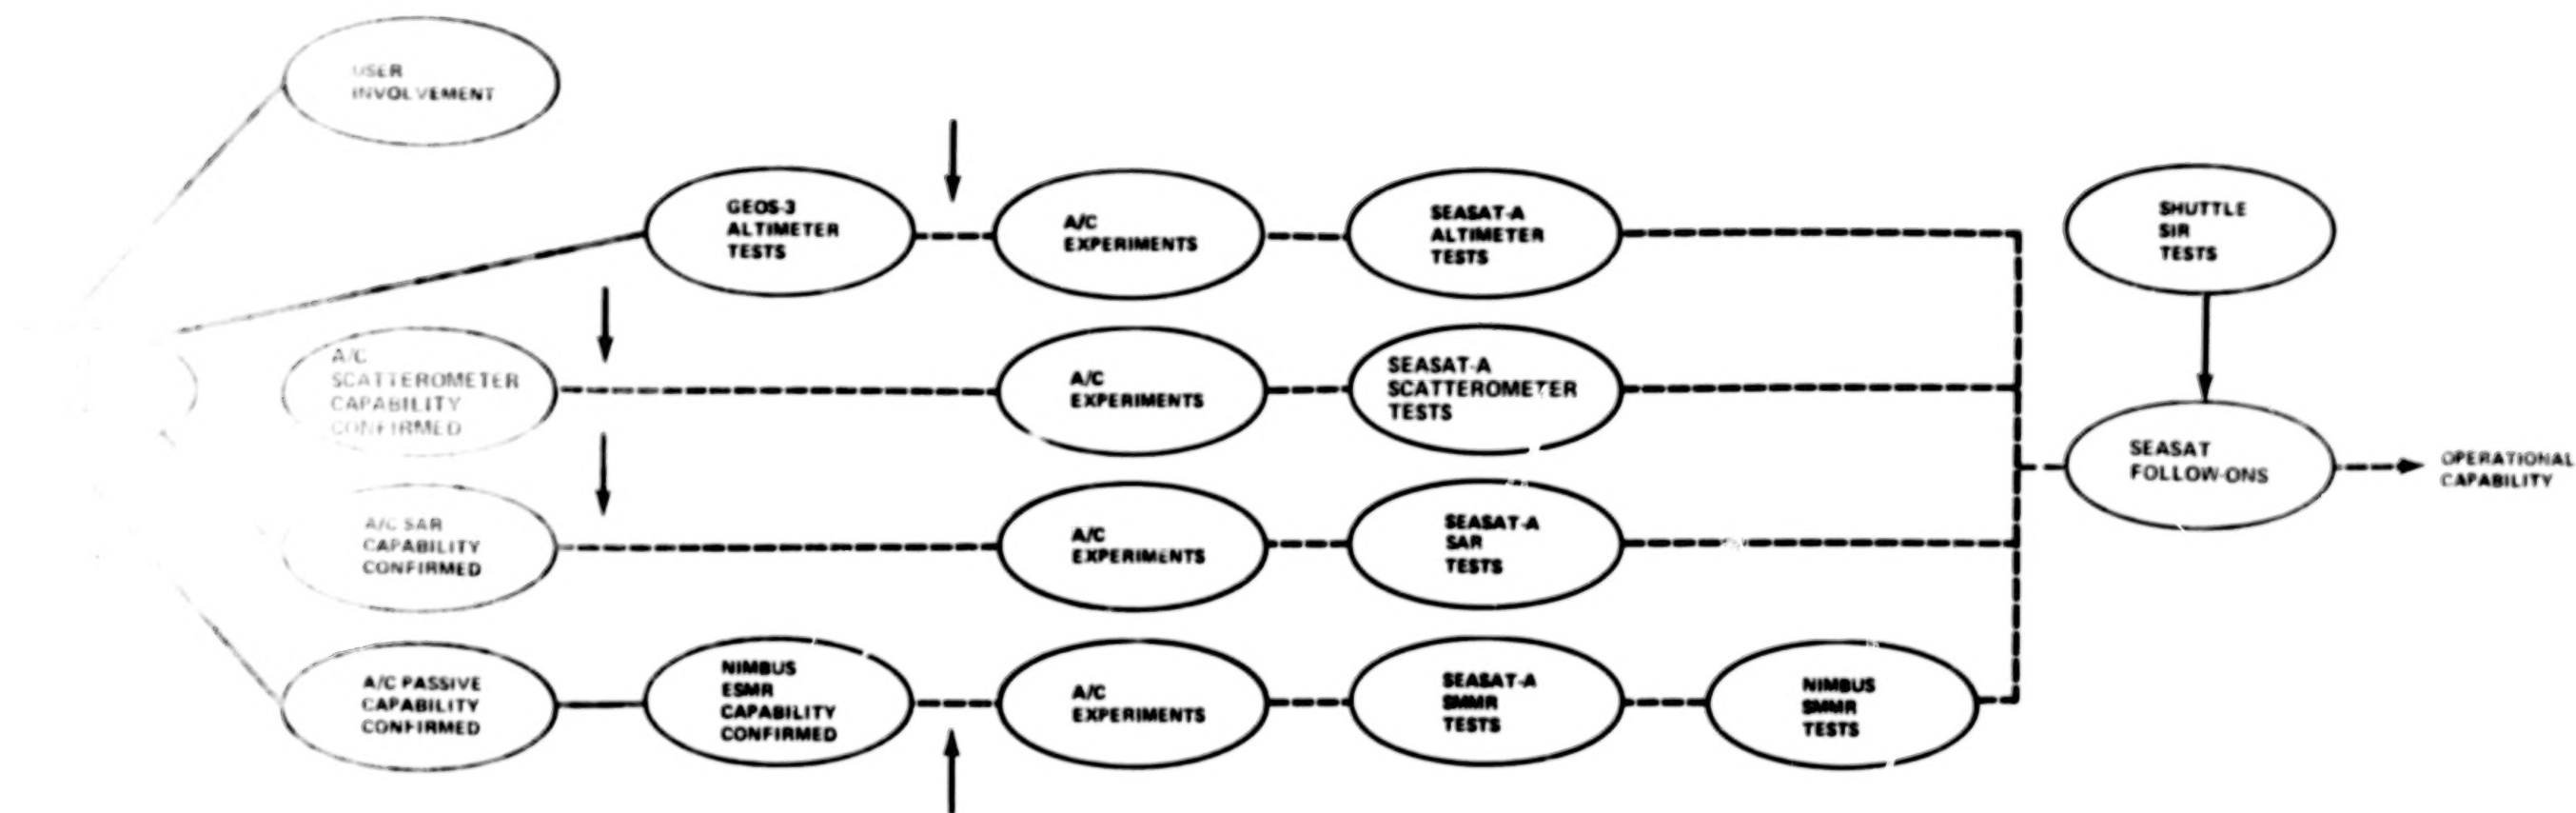 USER
INVOLVEMENT
GEOS-3
ALTIMETER
TESTS
A/C
EXPERIMENTS
SEASAT-A
ALTIMETER
TESTS
SHUTTLE
SIR
TESTS
A/C
SCATTEROMETER
CAPABILITY
CONFIRMED
A/C
EXPERIMENTS
SEASAT-A
SCATTEROMETER
TESTS
SEASAT
FOLLOW-ONS
OPERATIONAL
CAPABILITY
A/C SAR
CAPABILITY
CONFIRMED
A/C
EXPERIMENTS
SEASAT-A
SAR
TESTS
A/C PASSIVE
CAPABILITY
CONFIRMED
NIMBUS
ESMR
CAPABILITY
CONFIRMED
A/C
EXPERIMENTS
SEASAT-A
SMMR
TESTS
NIMBUS
SMMR
TESTS